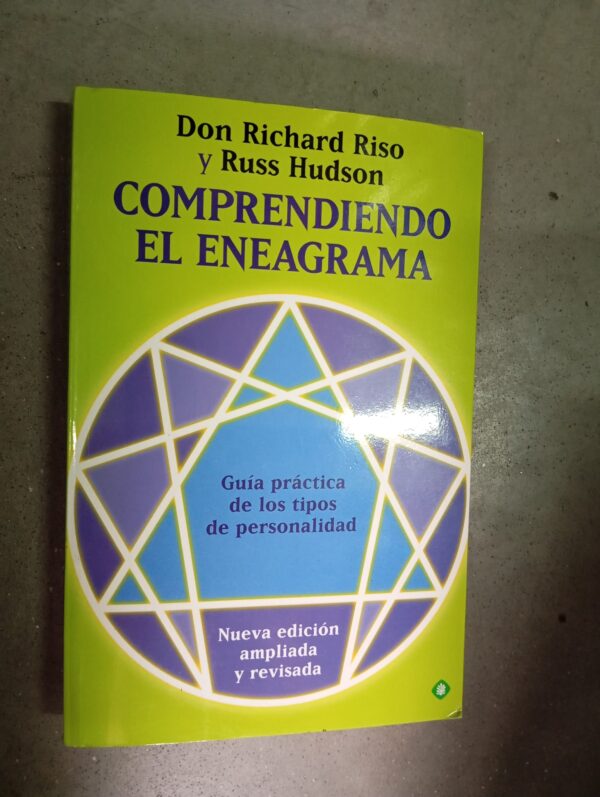 Don Richard Riso
y Russ Hudson
COMPRENDIENDO
EL ENEAGRAMA
Guía práctica
de los tipos
de personalidad
Nueva edición
ampliada
y revisada